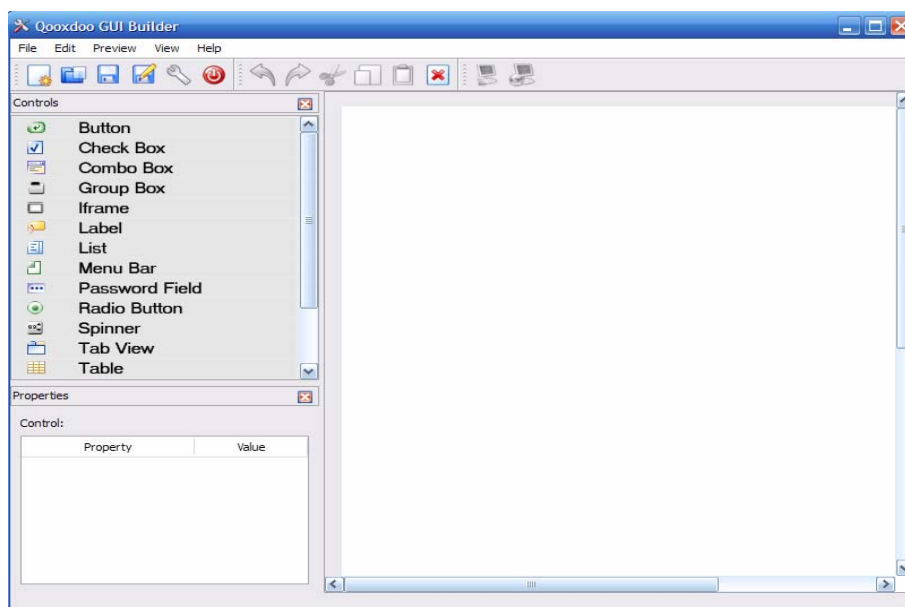 Qooxdoo GUI Builder
File Edit Preview View Help
Controls
Button
Check Box
Combo Box
Group Box
Iframe
Label
List
Menu Bar
Password Field
Radio Button
Spinner
Tab View
Table
Properties
Control:
Property Value